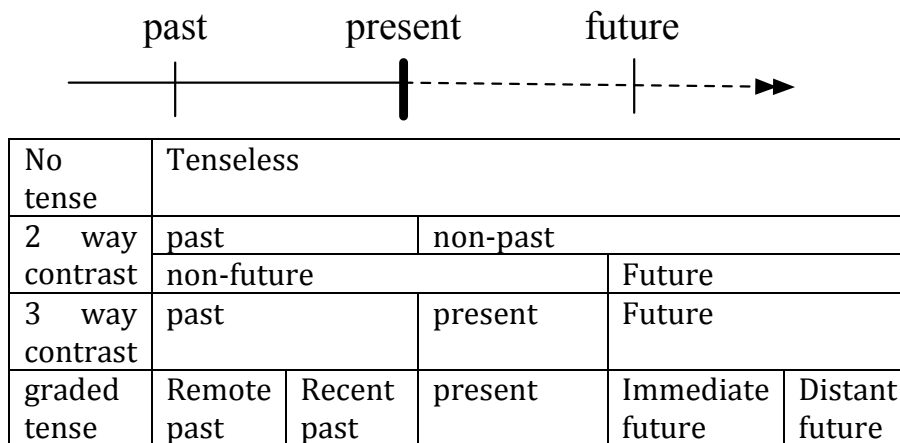 past present future
No Tenseless
tense
2 way past non-past
contrast non-future Future
3 way past present Future
contrast
graded Remote Recent present Immediate Distant
tense past past future future